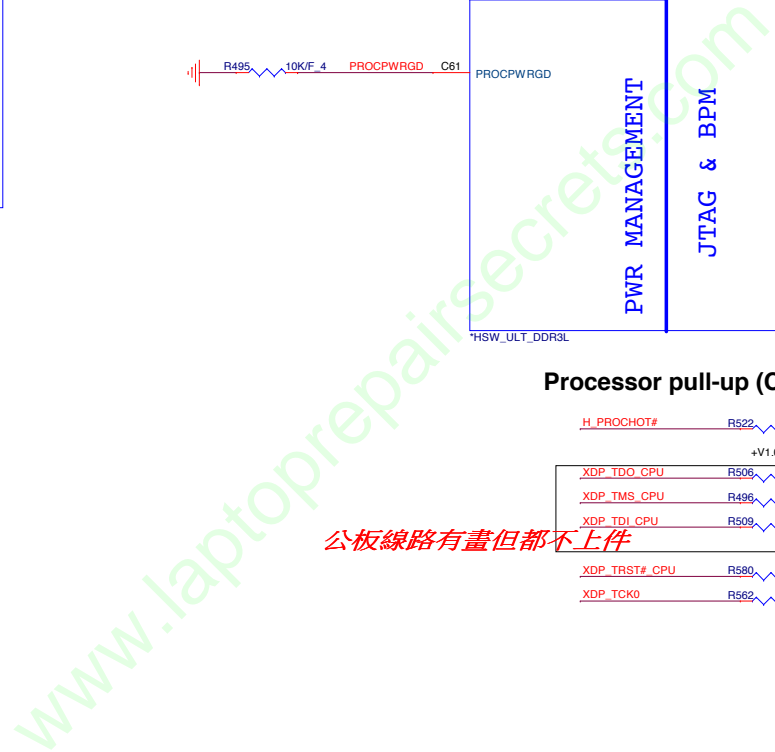 R495 10K/F_4 PROCPWRGD C61
PROCPWRGD
PWR MANAGEMENT
JTAG & BPM
*HSW_ULT_DDR3L
Processor pull-up (C
H_PROCHOT# R522
+V1.
XDP_TDO_CPU R506
XDP_TMS_CPU R496
XDP_TDI_CPU R509
公板線路有畫但都不上件
XDP_TRST#_CPU R580
XDP_TCK0 R562
www.laptoprepairsecrets.com